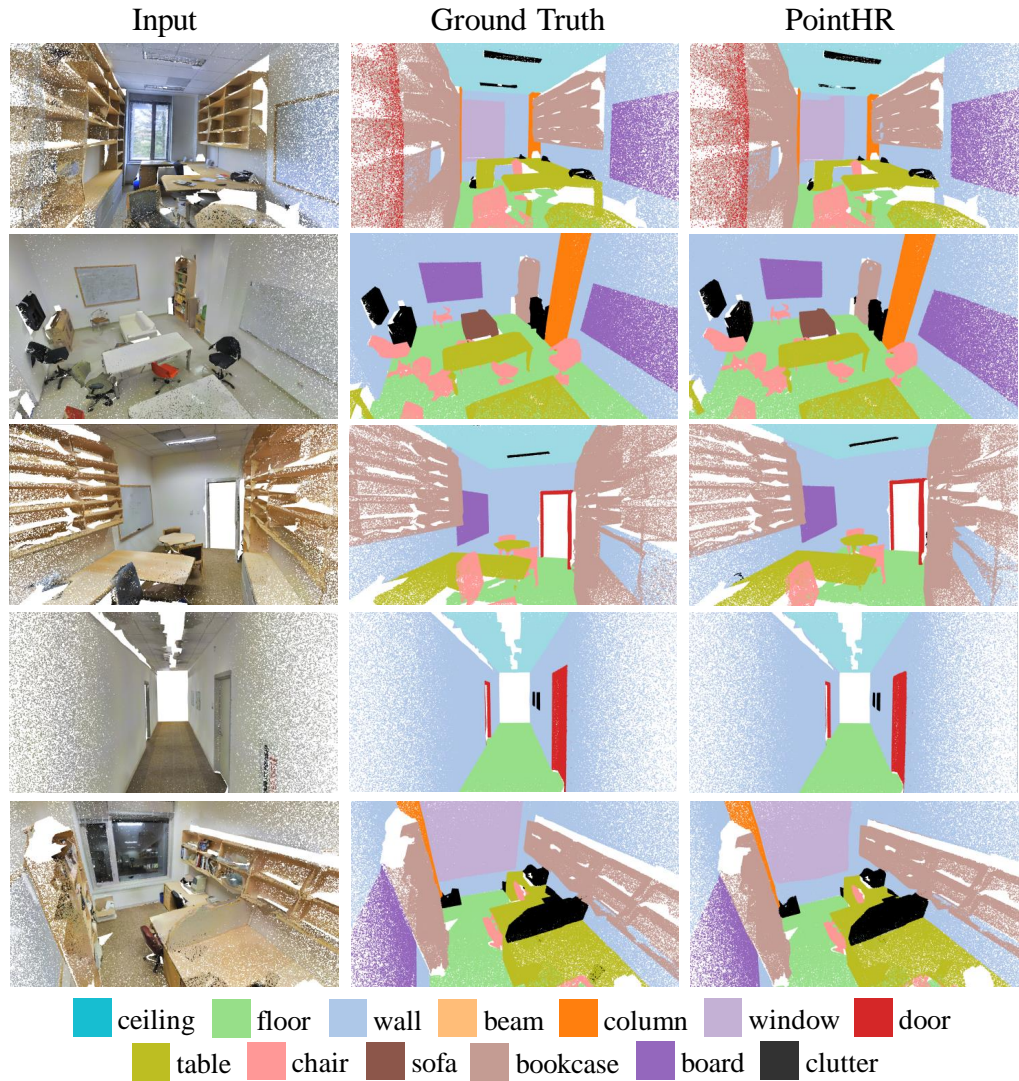 Input Ground Truth PointHR
ceiling floor wall beam column window door
table chair sofa bookcase board clutter